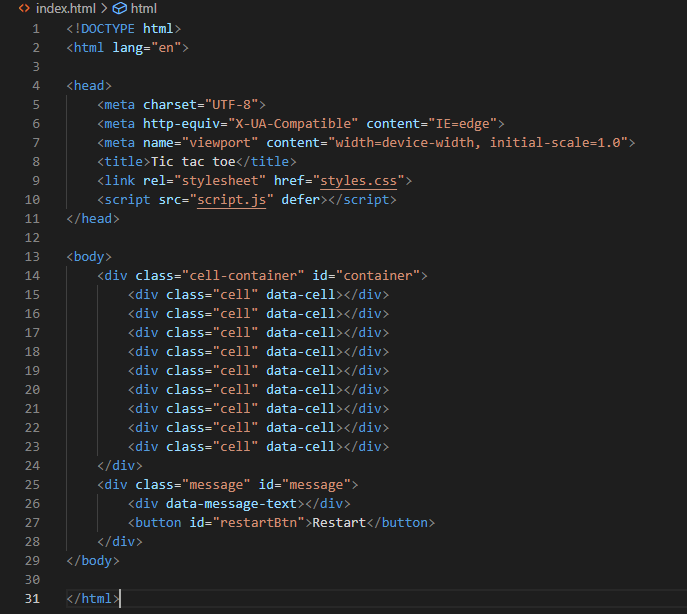 index.html > html
1 <!DOCTYPE html>
2 <html lang="en">
3
4 <head>
5     <meta charset="UTF-8">
6     <meta http-equiv="X-UA-Compatible" content="IE=edge">
7     <meta name="viewport" content="width=device-width, initial-scale=1.0">
8     <title>Tic tac toe</title>
9     <link rel="stylesheet" href="styles.css">
10     <script src="script.js" defer></script>
11 </head>
12
13 <body>
14     <div class="cell-container" id="container">
15         <div class="cell" data-cell></div>
16         <div class="cell" data-cell></div>
17         <div class="cell" data-cell></div>
18         <div class="cell" data-cell></div>
19         <div class="cell" data-cell></div>
20         <div class="cell" data-cell></div>
21         <div class="cell" data-cell></div>
22         <div class="cell" data-cell></div>
23         <div class="cell" data-cell></div>
24     </div>
25     <div class="message" id="message">
26         <div data-message-text></div>
27         <button id="restartBtn">Restart</button>
28     </div>
29 </body>
30
31 </html>